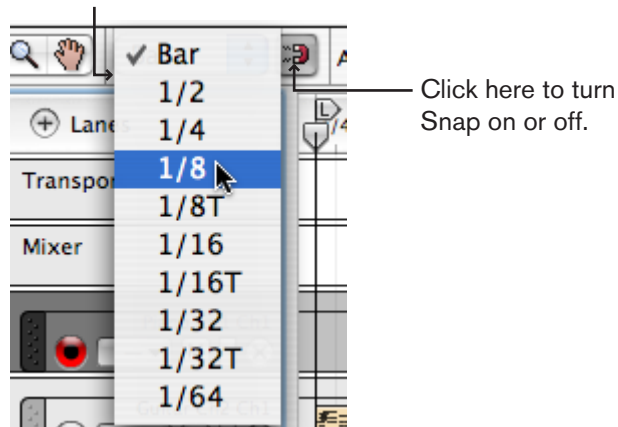 Bar
1/2
1/4
1/8
1/8T
1/16
1/16T
1/32
1/32T
1/64
Lanes
Transpor
Mixer
L
Click here to turn
Snap on or off.